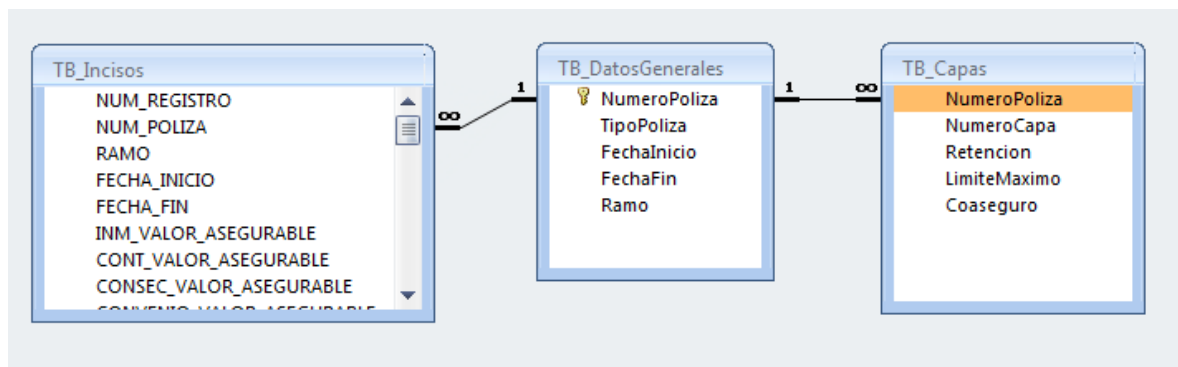 TB_Incisos
NUM_REGISTRO
NUM_POLIZA
RAMO
FECHA_INICIO
FECHA_FIN
INM_VALOR_ASEGURABLE
CONT_VALOR_ASEGURABLE
CONSEC_VALOR_ASEGURABLE
CONVENIO_VALOR_ASEGURABLE
∞
1
TB_DatosGenerales
NumeroPoliza
TipoPoliza
FechaInicio
FechaFin
Ramo
1
∞
TB_Capas
NumeroPoliza
NumeroCapa
Retencion
LimiteMaximo
Coaseguro